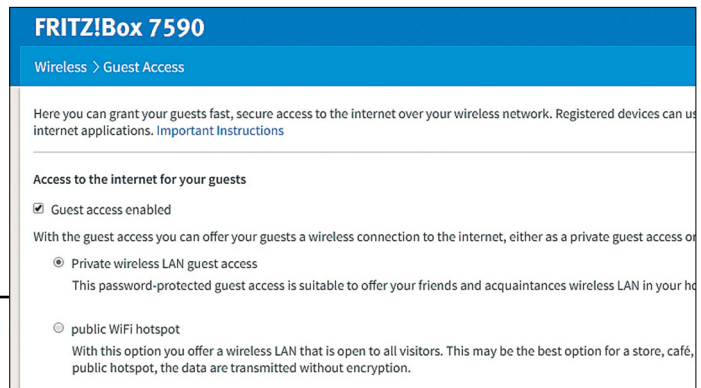 FRITZ!Box 7590
Wireless > Guest Access
Here you can grant your guests fast, secure access to the internet over your wireless network. Registered devices can us
internet applications. Important Instructions
Access to the internet for your guests
Guest access enabled
With the guest access you can offer your guests a wireless connection to the internet, either as a private guest access or
Private wireless LAN guest access
This password-protected guest access is suitable to offer your friends and acquaintances wireless LAN in your ho
public WiFi hotspot
With this option you offer a wireless LAN that is open to all visitors. This may be the best option for a store, café,
public hotspot, the data are transmitted without encryption.